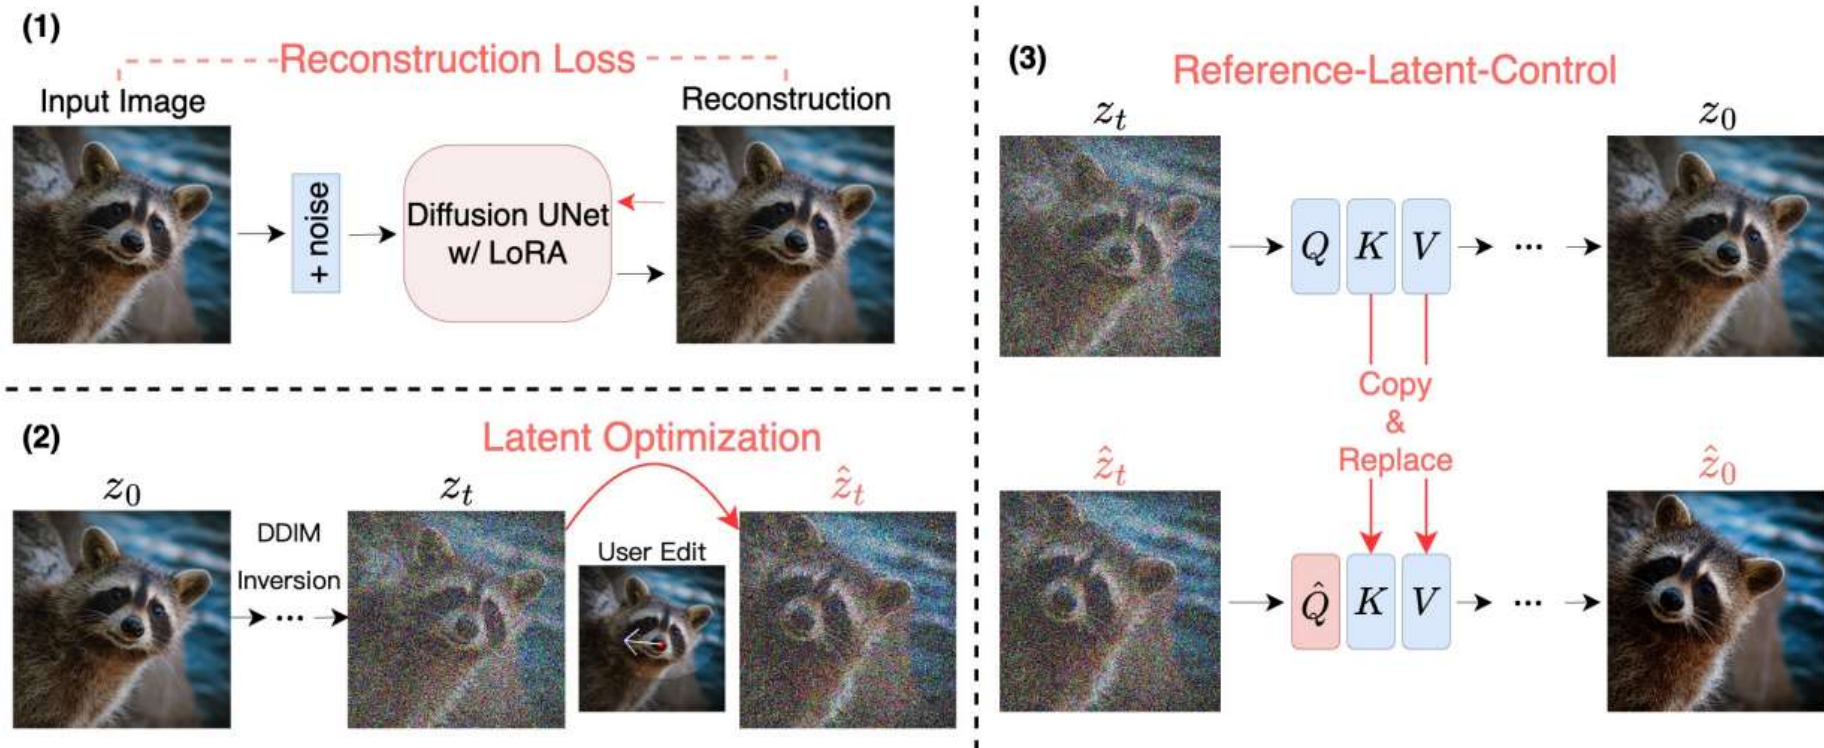 (1)
Reconstruction Loss
Input Image
Reconstruction
+ noise
Diffusion UNet
w/ LoRA
(2)
Latent Optimization
z₀
DDIM
Inversion
...
zₜ
User Edit
ẑₜ
(3)
Reference-Latent-Control
zₜ
z₀
Q K V ...
Copy
&
Replace
ẑₜ
ẑ₀
Q̂ K V ...